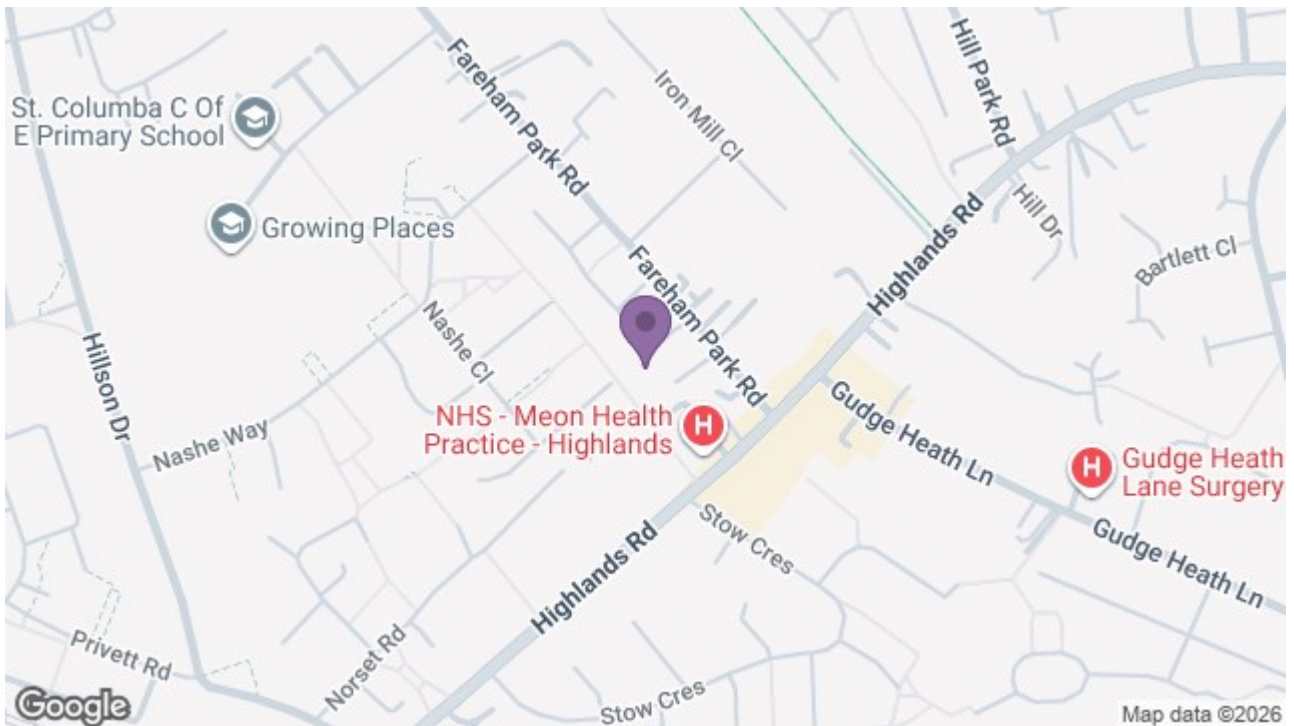 St. Columba C Of
E Primary School
Growing Places
Fareham Park Rd
Iron Mill Cl
Hill Park Rd
Hill Dr
Highlands Rd
Bartlett Cl
Fareham Park Rd
Nashe Cl
Hillson Dr
Nashe Way
NHS - Meon Health
Practice - Highlands
H
Gudge Heath Ln
H
Gudge Heath
Lane Surgery
Gudge Heath Ln
Stow Cres
Highlands Rd
Privett Rd
Norset Rd
Stow Cres
Google
Map data ©2026